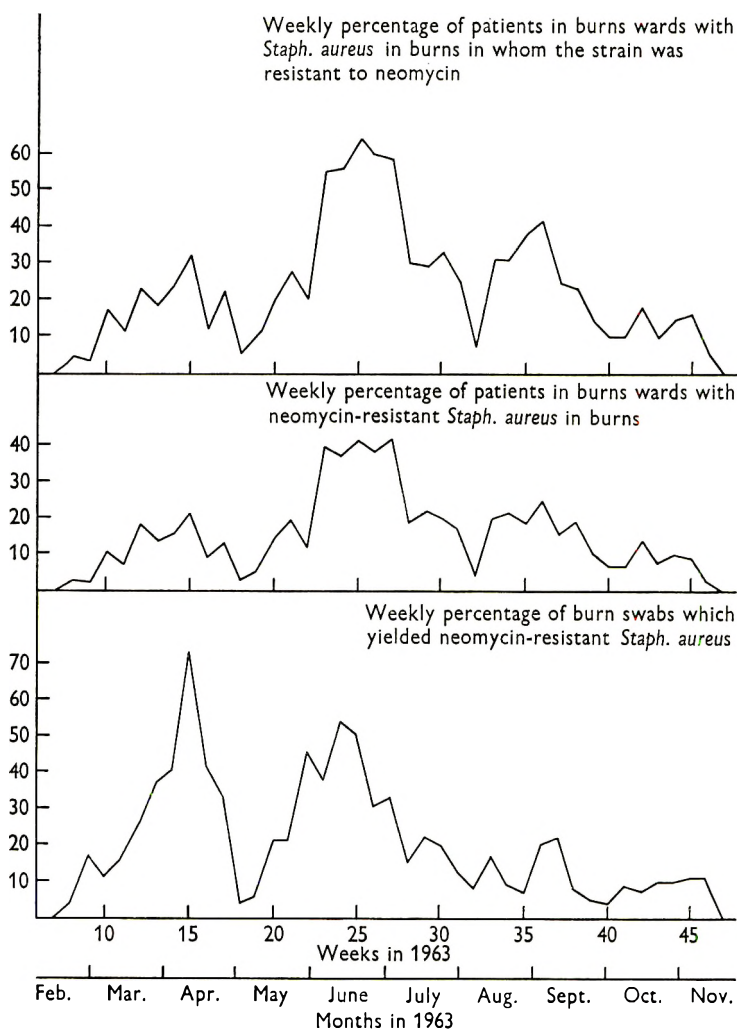 Weekly percentage of patients in burns wards with
Staph. aureus in burns in whom the strain was
resistant to neomycin
60
50
40
30
20
10
Weekly percentage of patients in burns wards with
neomycin-resistant Staph. aureus in burns
40
30
20
10
Weekly percentage of burn swabs which
yielded neomycin-resistant Staph. aureus
70
60
50
40
30
20
10
10 15 20 25 30 35 40 45
Weeks in 1963
Feb. Mar. Apr. May June July Aug. Sept. Oct. Nov.
Months in 1963